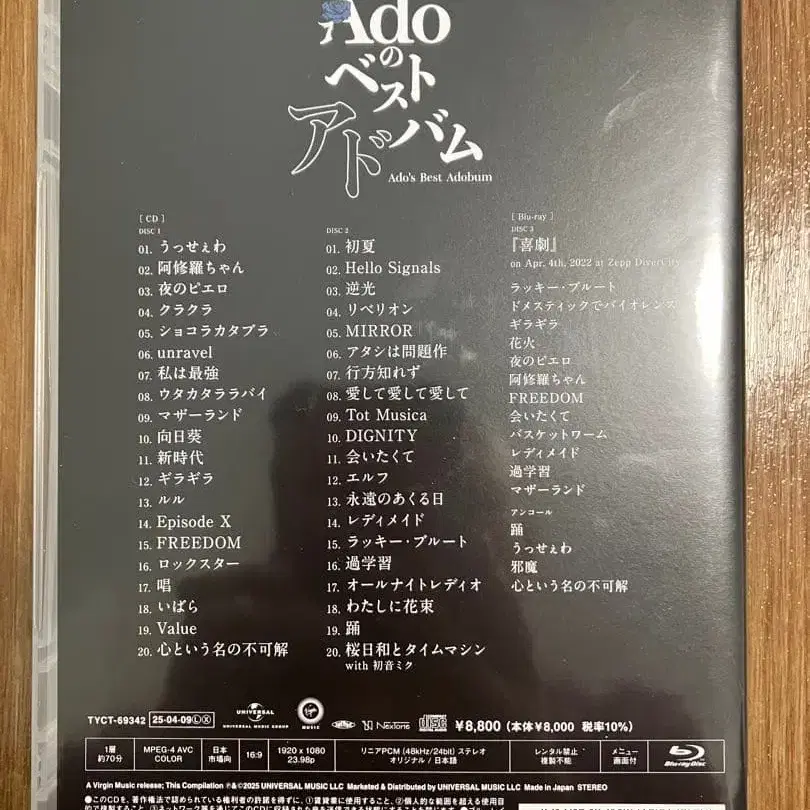 Ado
の
ベスト
アドバム
Ado's Best Adobum
[ CD ]
DISC 1
01. うっせぇわ
02. 阿修羅ちゃん
03. 夜のピエロ
04. クラクラ
05. ショコラカタブラ
06. unravel
07. 私は最強
08. ウタカタララバイ
09. マザーランド
10. 向日葵
11. 新時代
12. ギラギラ
13. ルル
14. Episode X
15. FREEDOM
16. ロックスター
17. 唱
18. いばら
19. Value
20. 心という名の不可解
DISC 2
01. 初夏
02. Hello Signals
03. 逆光
04. リベリオン
05. MIRROR
06. アタシは問題作
07. 行方知れず
08. 愛して愛して愛して
09. Tot Musica
10. DIGNITY
11. 会いたくて
12. エルフ
13. 永遠のあくる日
14. レディメイド
15. ラッキー・ブルート
16. 過学習
17. オールナイトレディオ
18. わたしに花束
19. 踊
20. 桜日和とタイムマシン
with 初音ミク
[ Blu-ray ]
DISC 3
『喜劇』
on Apr. 4th, 2022 at Zepp DiverCity
ラッキー・ブルート
ドメスティックでバイオレンス
ギラギラ
花火
夜のピエロ
阿修羅ちゃん
FREEDOM
会いたくて
バスケットワーム
レディメイド
過学習
マザーランド
アンコール
踊
うっせぇわ
邪魔
心という名の不可解
TYCT-69342 25-04-09ⓁⓍ
UNIVERSAL
UNIVERSAL MUSIC GROUP
NexTone
¥8,800 (本体¥8,000 税率10%)
1層
約70分
MPEG-4 AVC
COLOR
日本
市場向
16:9
1920 x 1080
23.98p
リニアPCM (48kHz/24bit) ステレオ
オリジナル / 日本語
レンタル禁止
複製不能
メニュー
画面付
Blu-ray Disc
A Virgin Music release; This Compilation ℗&©2025 UNIVERSAL MUSIC LLC Marketed & Distributed by UNIVERSAL MUSIC LLC Made in Japan STEREO